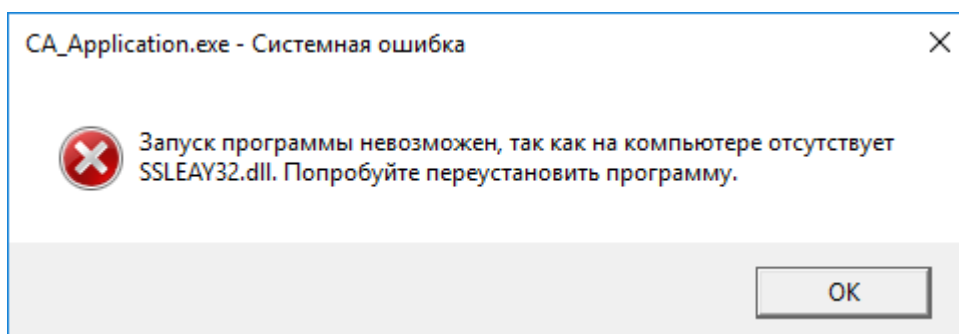 CA_Application.exe - Системная ошибка
Запуск программы невозможен, так как на компьютере отсутствует
SSLEAY32.dll. Попробуйте переустановить программу.
OK